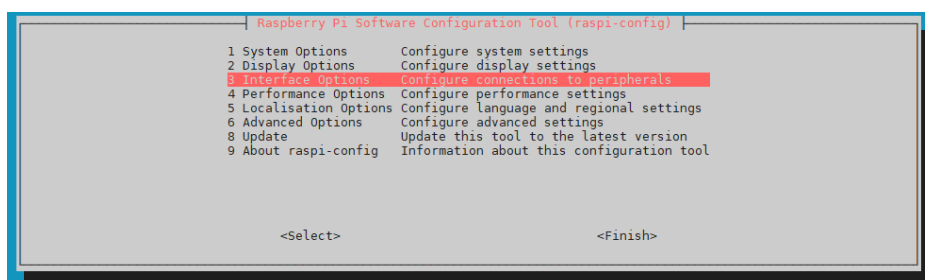 Raspberry Pi Software Configuration Tool (raspi-config)
1 System Options Configure system settings
2 Display Options Configure display settings
3 Interface Options Configure connections to peripherals
4 Performance Options Configure performance settings
5 Localisation Options Configure language and regional settings
6 Advanced Options Configure advanced settings
8 Update Update this tool to the latest version
9 About raspi-config Information about this configuration tool
<Select> <Finish>